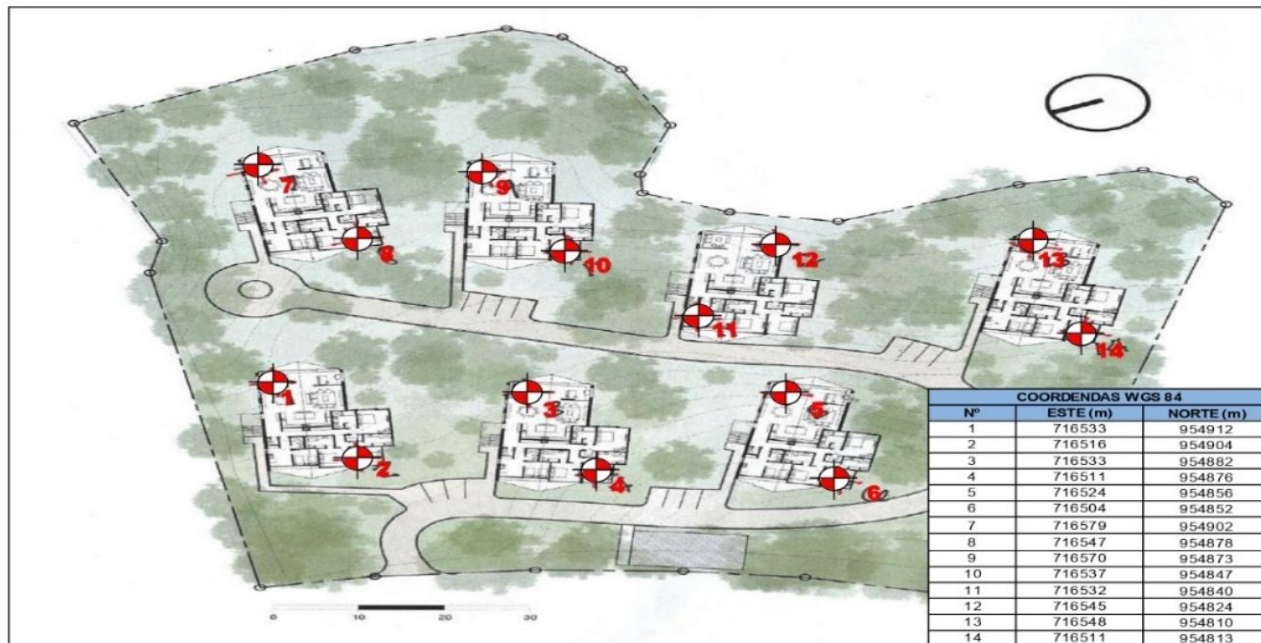 7
9
8
10
12
13
11
14
1
3
5
2
4
6
0 10 20 30
COORDENDAS WGS 84
Nº ESTE (m) NORTE (m)
1 716533 954912
2 716516 954904
3 716533 954882
4 716511 954876
5 716524 954856
6 716504 954852
7 716579 954902
8 716547 954878
9 716570 954873
10 716537 954847
11 716532 954840
12 716545 954824
13 716548 954810
14 716511 954813